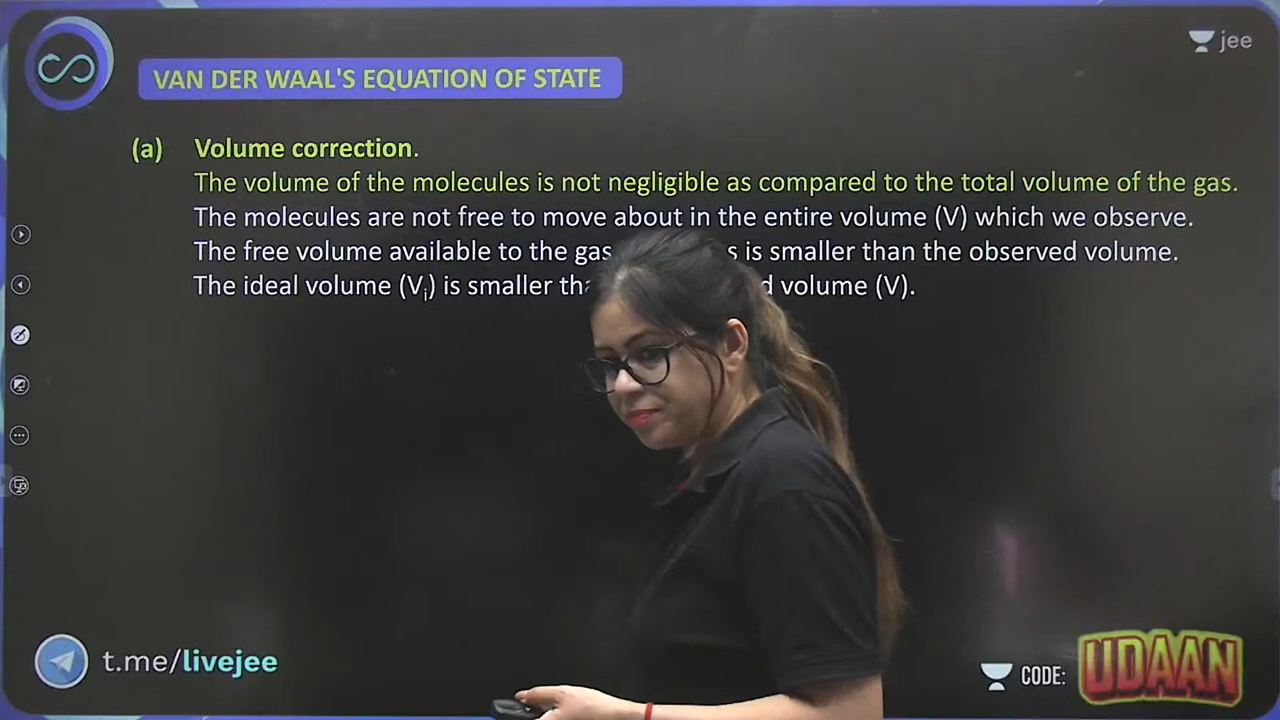 jee
VAN DER WAAL'S EQUATION OF STATE
(a) Volume correction.
The volume of the molecules is not negligible as compared to the total volume of the gas.
The molecules are not free to move about in the entire volume (V) which we observe.
The free volume available to the gas is smaller than the observed volume.
The ideal volume (Vᵢ) is smaller volume (V).
t.me/livejee
CODE: UDAAN